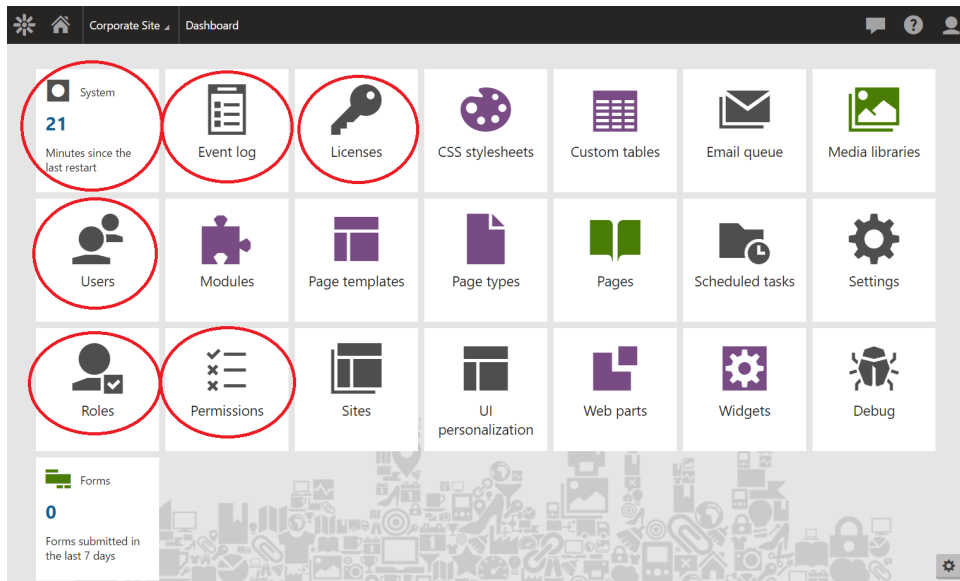 Corporate Site
Dashboard
System
21
Minutes since the
last restart
Event log
Licenses
CSS stylesheets
Custom tables
Email queue
Media libraries
Users
Modules
Page templates
Page types
Pages
Scheduled tasks
Settings
Roles
Permissions
Sites
UI
personalization
Web parts
Widgets
Debug
Forms
0
Forms submitted in
the last 7 days